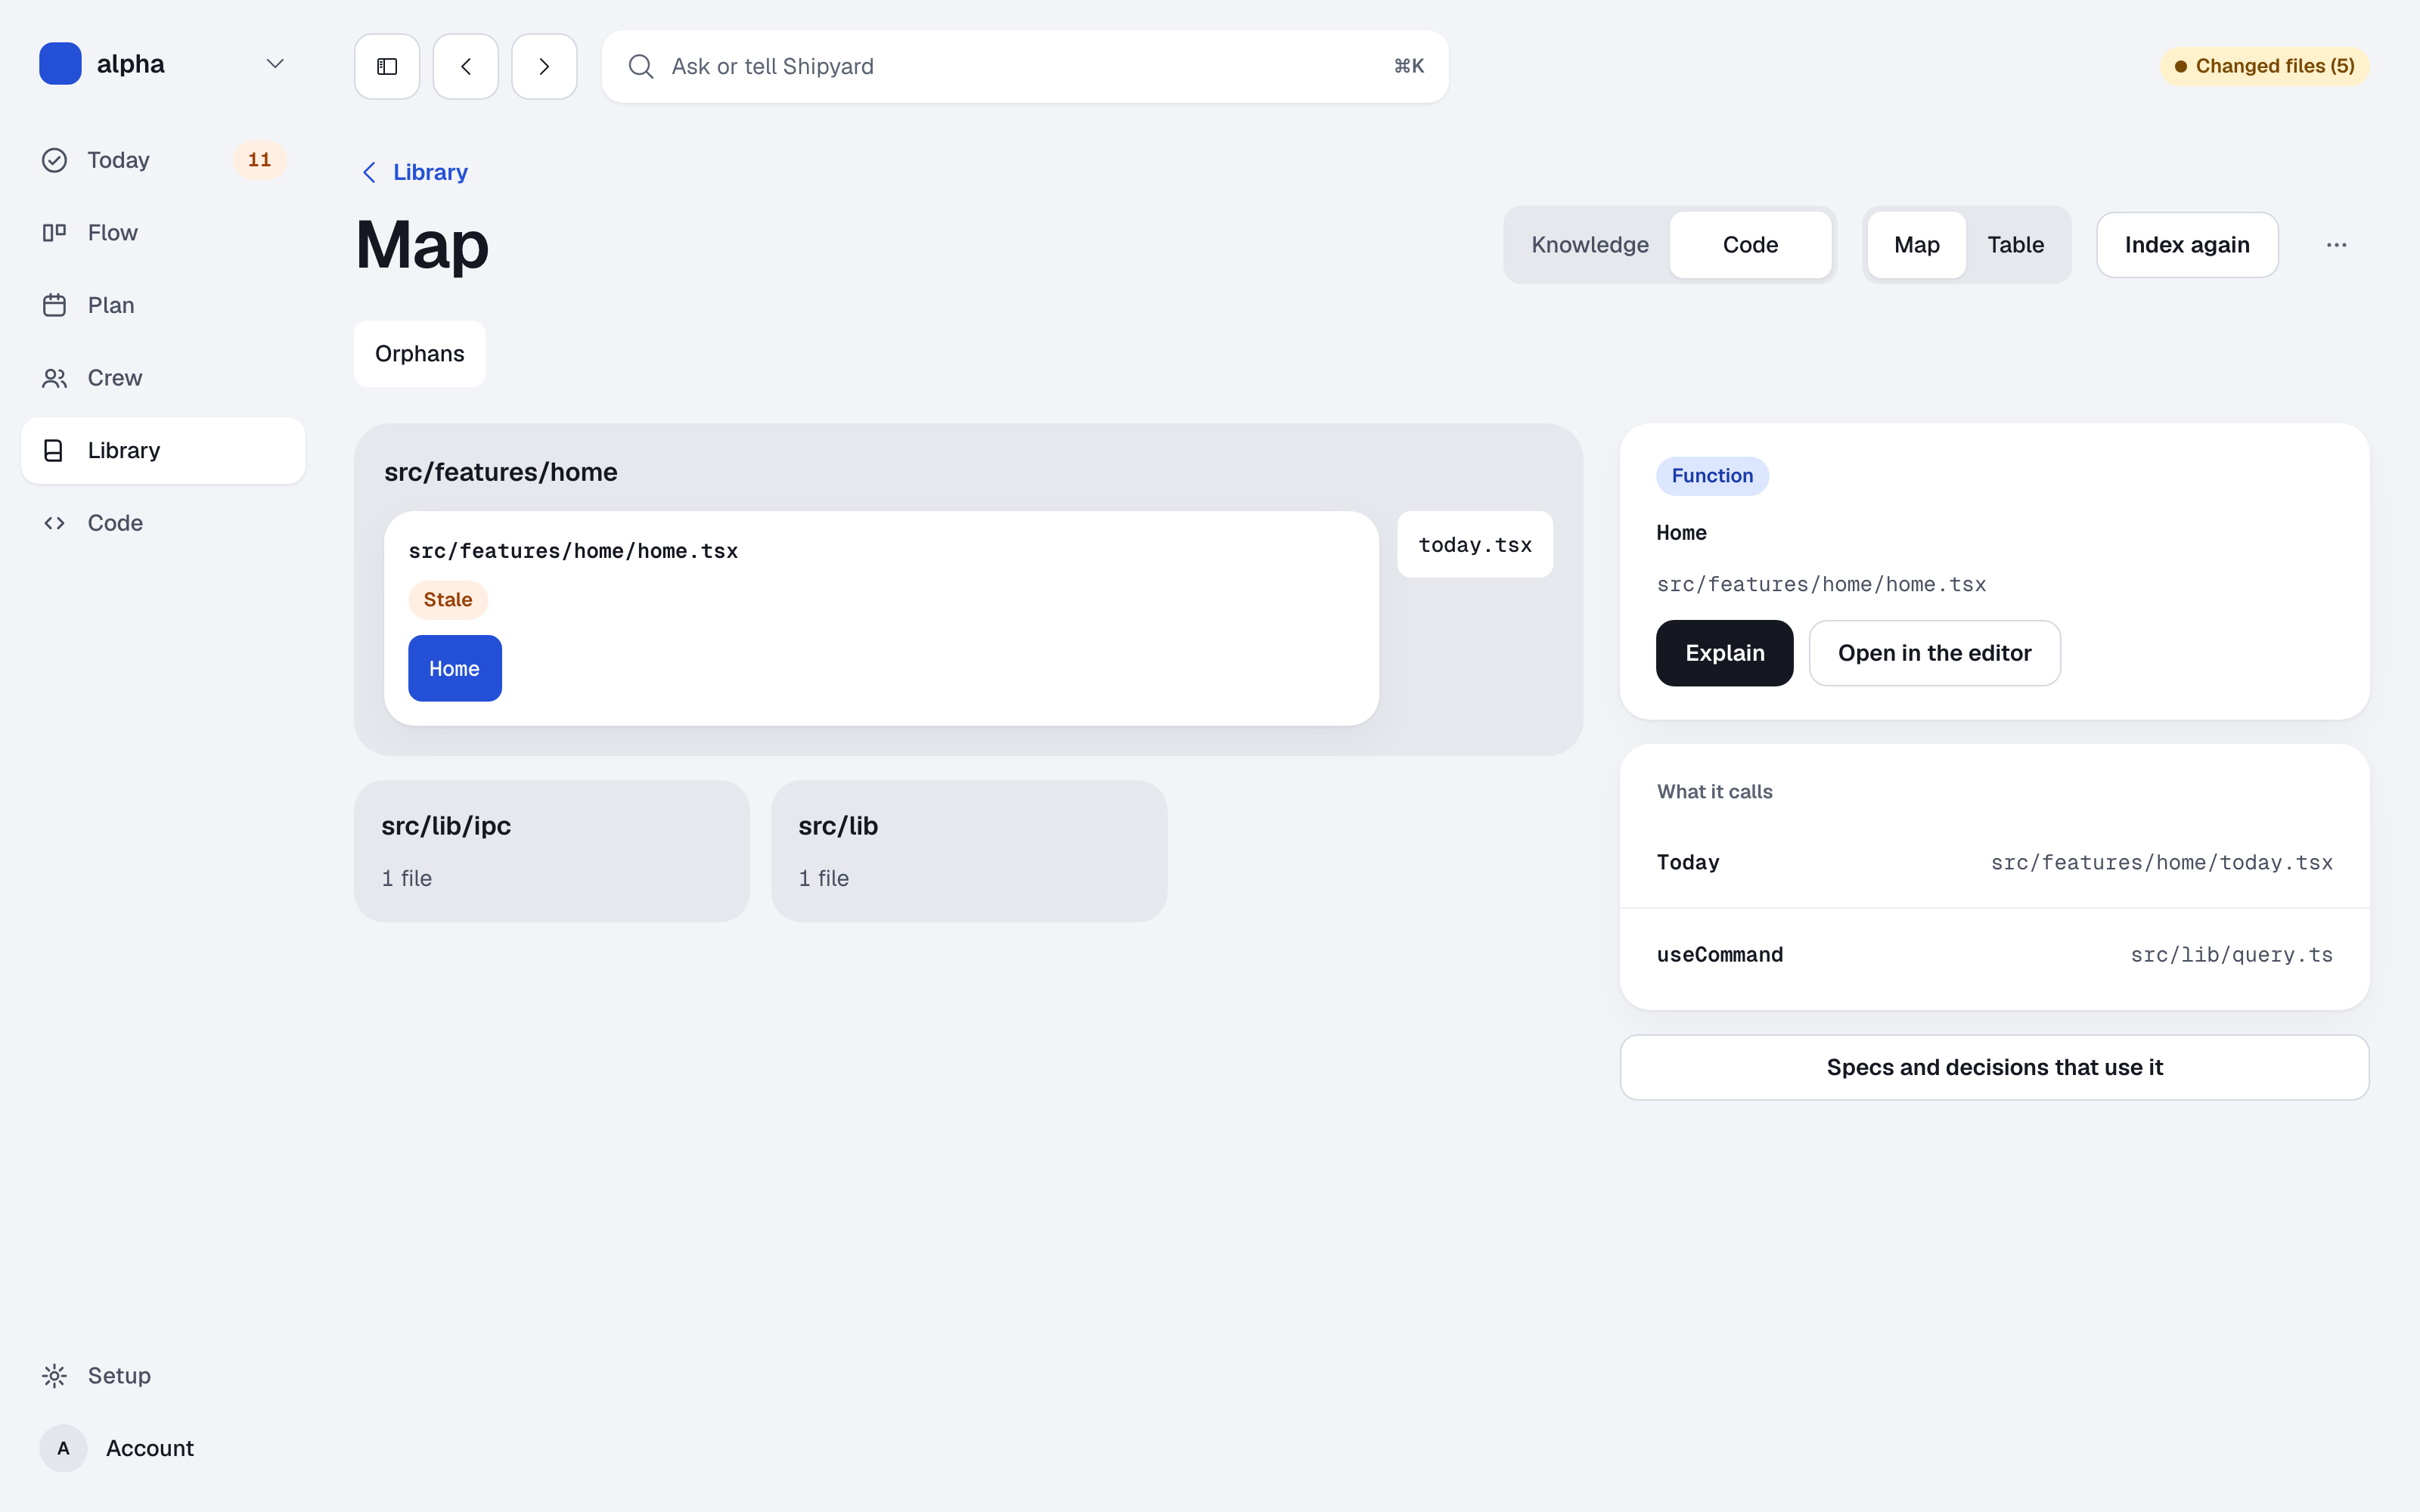 alpha
Today
11
Flow
Plan
Crew
Library
Code
Setup
A
Account
Ask or tell Shipyard
⌘K
Changed files (5)
Library
Map
Knowledge
Code
Map
Table
Index again
Orphans
src/features/home
src/features/home/home.tsx
Stale
Home
today.tsx
src/lib/ipc
1 file
src/lib
1 file
Function
Home
src/features/home/home.tsx
Explain
Open in the editor
What it calls
Today
src/features/home/today.tsx
useCommand
src/lib/query.ts
Specs and decisions that use it